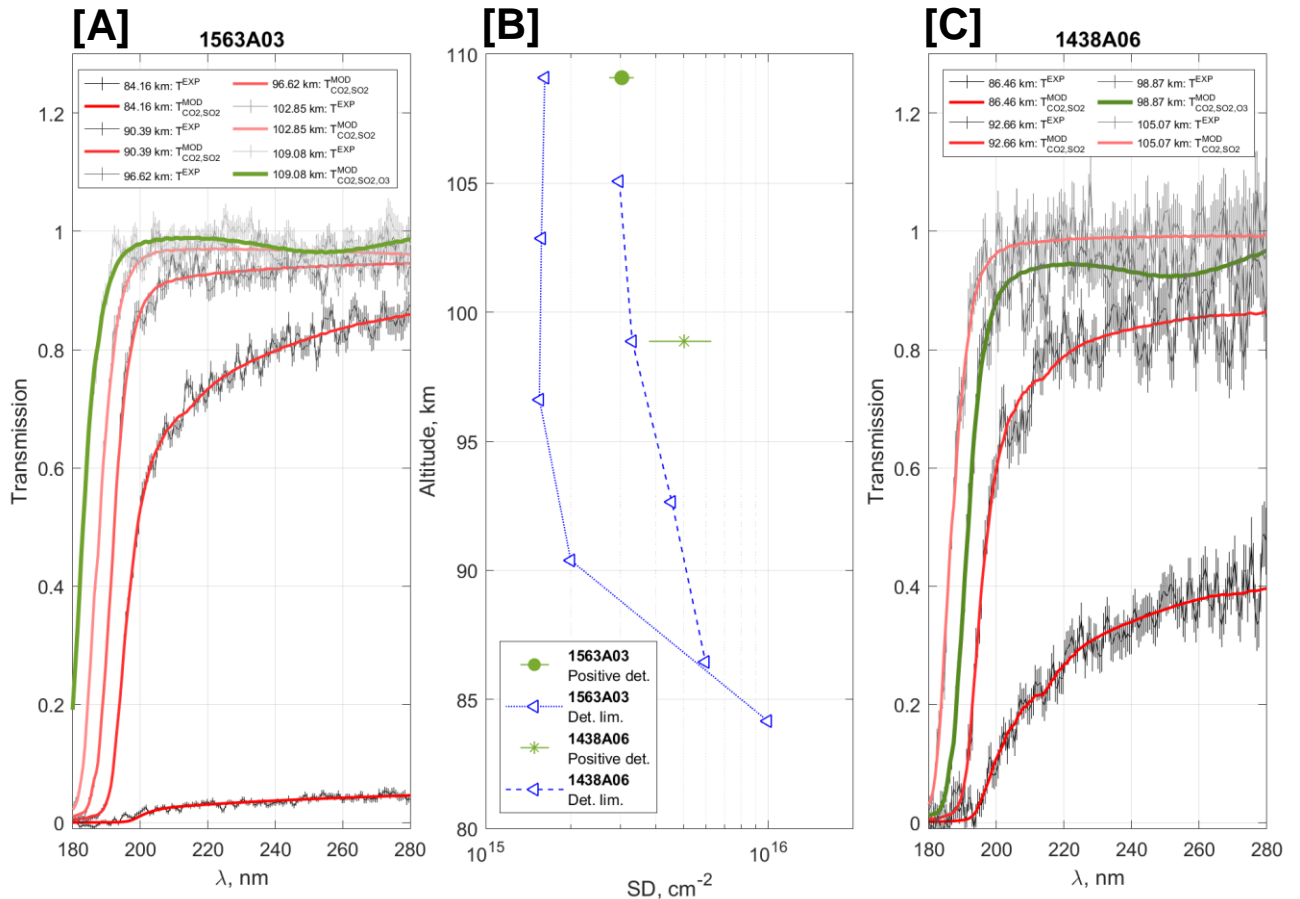 [A]
1563A03
84.16 km: T^EXP
84.16 km: T^MOD_CO2,SO2
90.39 km: T^EXP
90.39 km: T^MOD_CO2,SO2
96.62 km: T^EXP
96.62 km: T^MOD_CO2,SO2
102.85 km: T^EXP
102.85 km: T^MOD_CO2,SO2
109.08 km: T^EXP
109.08 km: T^MOD_CO2,SO2,O3
1.2
1
0.8
0.6
0.4
0.2
0
Transmission
180
200
220
240
260
280
λ, nm
[B]
110
105
100
95
90
85
80
Altitude, km
1563A03
Positive det.
1563A03
Det. lim.
1438A06
Positive det.
1438A06
Det. lim.
10^15
10^16
SD, cm^-2
[C]
1438A06
86.46 km: T^EXP
86.46 km: T^MOD_CO2,SO2
92.66 km: T^EXP
92.66 km: T^MOD_CO2,SO2
98.87 km: T^EXP
98.87 km: T^MOD_CO2,SO2,O3
105.07 km: T^EXP
105.07 km: T^MOD_CO2,SO2
1.2
1
0.8
0.6
0.4
0.2
0
Transmission
180
200
220
240
260
280
λ, nm